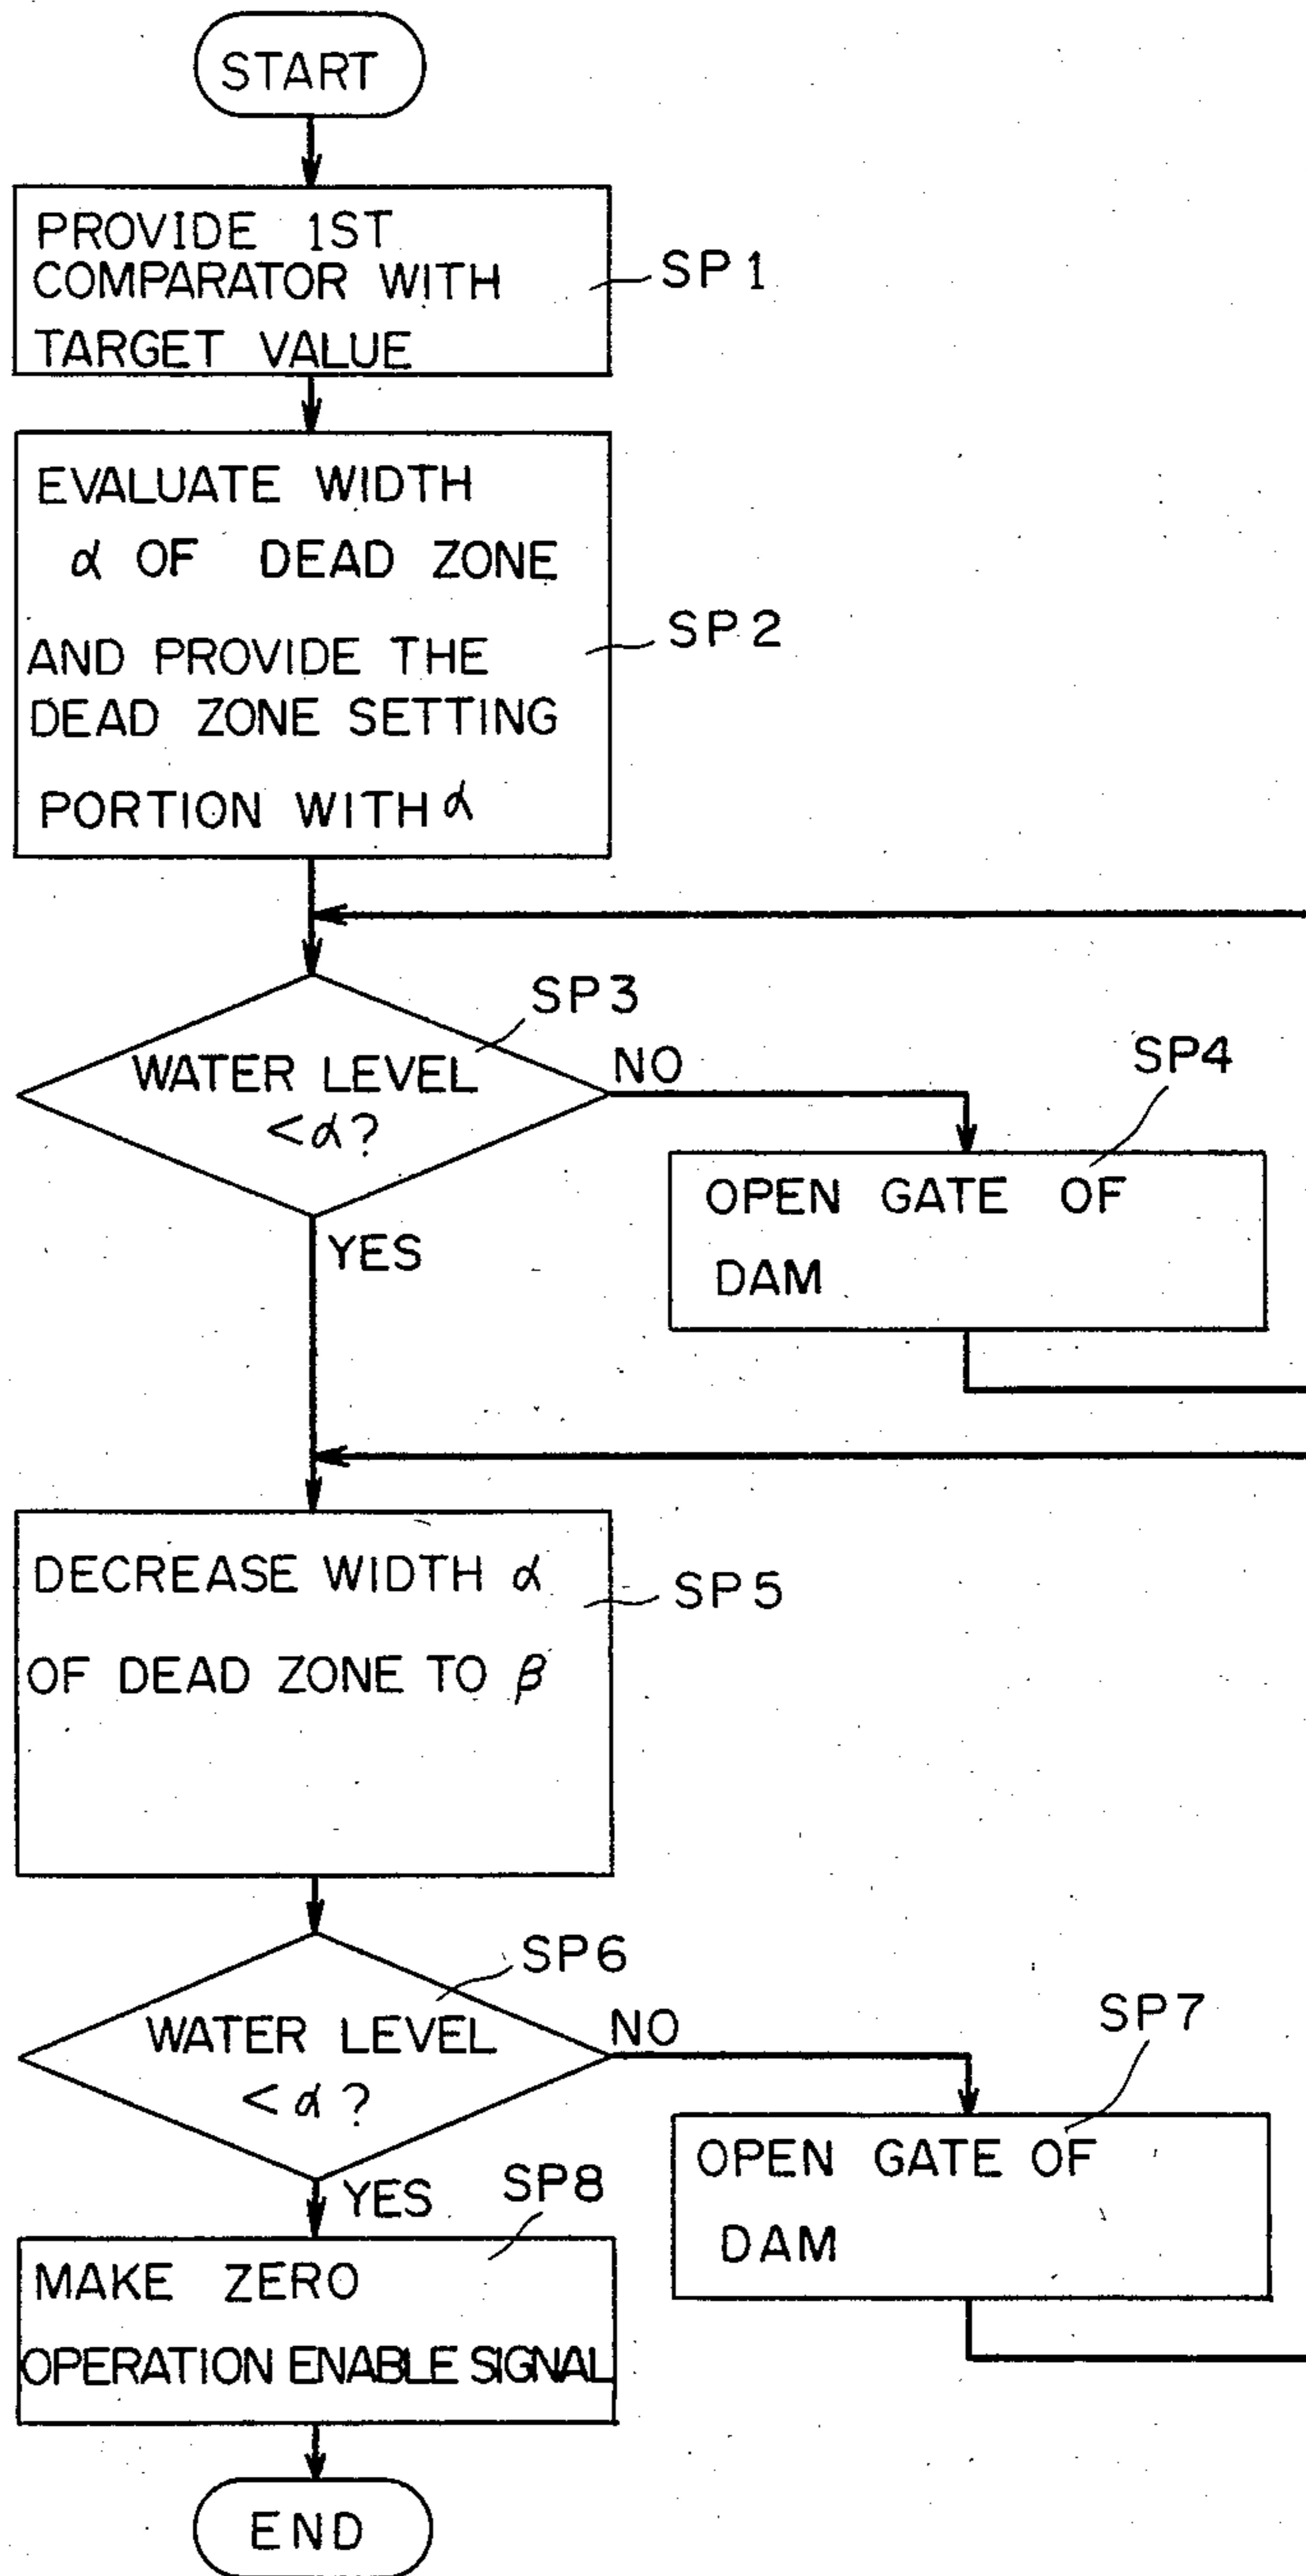 START
PROVIDE 1ST
COMPARATOR WITH
TARGET VALUE
SP1
EVALUATE WIDTH
α OF DEAD ZONE
AND PROVIDE THE
DEAD ZONE SETTING
PORTION WITH α
SP2
SP3
WATER LEVEL
<α?
NO
YES
SP4
OPEN GATE OF
DAM
DECREASE WIDTH α
OF DEAD ZONE TO β
SP5
SP6
WATER LEVEL
<α?
NO
YES
SP7
OPEN GATE OF
DAM
SP8
MAKE ZERO
OPERATION ENABLE SIGNAL
END